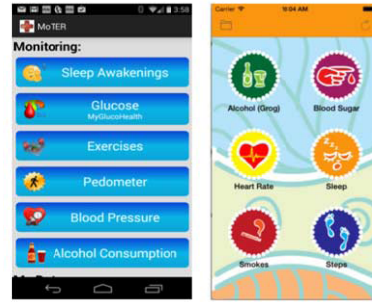 3:58
MoTER
Monitoring:
Sleep Awakenings
Glucose
MyGlucoHealth
Exercises
Pedometer
Blood Pressure
Alcohol Consumption
Carrier
11:04 AM
Alcohol (Grog)
Blood Sugar
Heart Rate
Sleep
Smokes
Steps